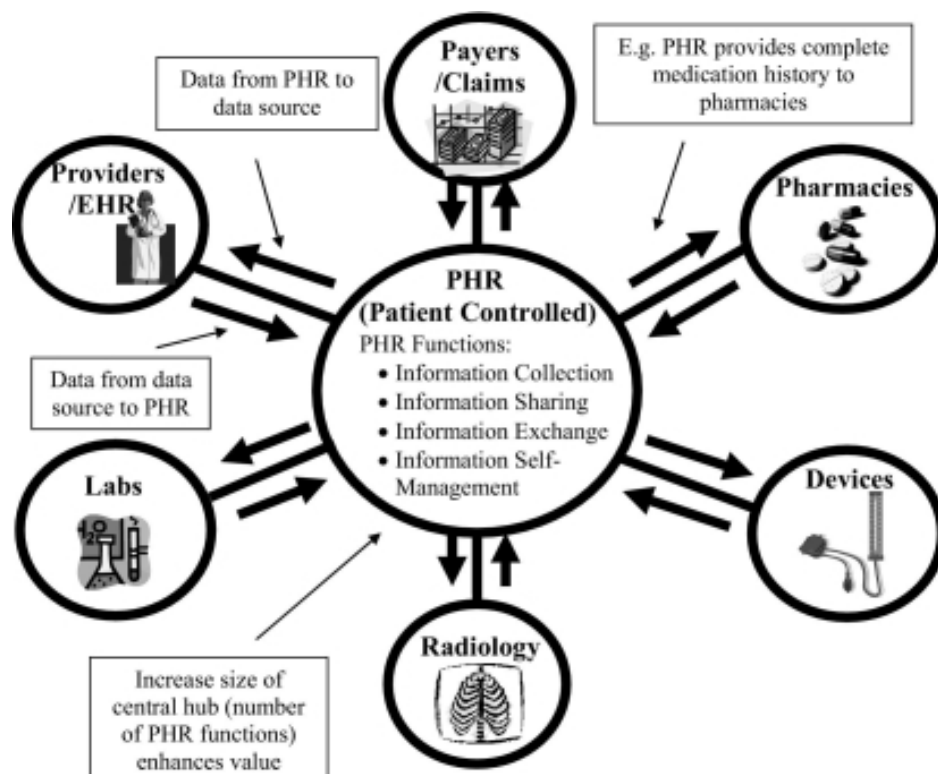 Payers
/Claims
Data from PHR to
data source
E.g. PHR provides complete
medication history to
pharmacies
Providers
/EHR
Pharmacies
PHR
(Patient Controlled)
PHR Functions:
• Information Collection
• Information Sharing
• Information Exchange
• Information Self-
Management
Data from data
source to PHR
Labs
H2O
Devices
Radiology
Increase size of
central hub (number
of PHR functions)
enhances value